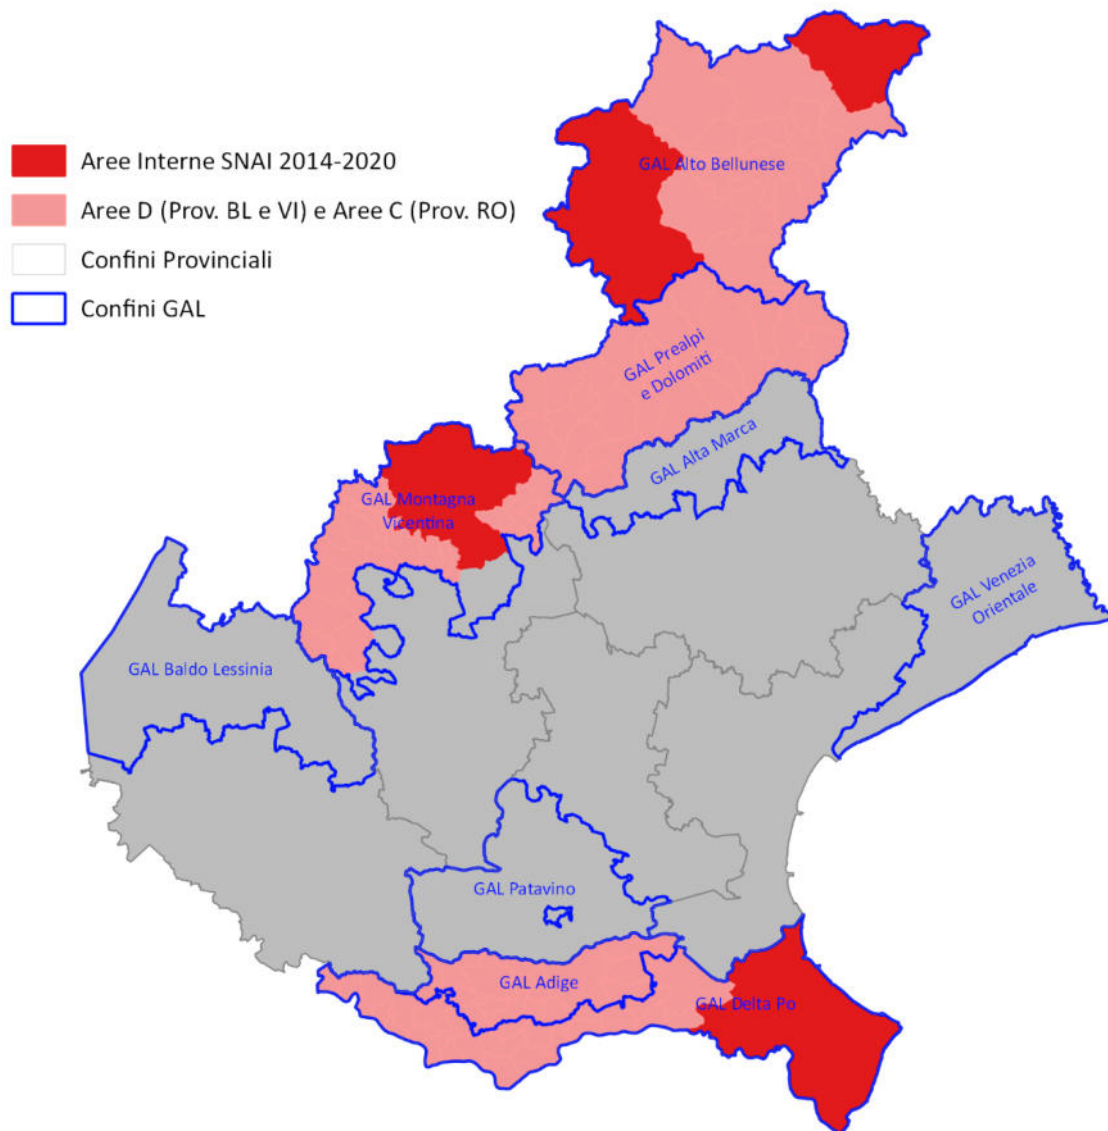 Aree Interne SNAI 2014-2020
Aree D (Prov. BL e VI) e Aree C (Prov. RO)
Confini Provinciali
Confini GAL
GAL Alto Bellunese
GAL Prealpi
e Dolomiti
GAL Alta Marca
GAL Montagna
Vicentina
GAL Venezia
Orientale
GAL Baldo Lessinia
GAL Patavino
GAL Adige
GAL Delta Po